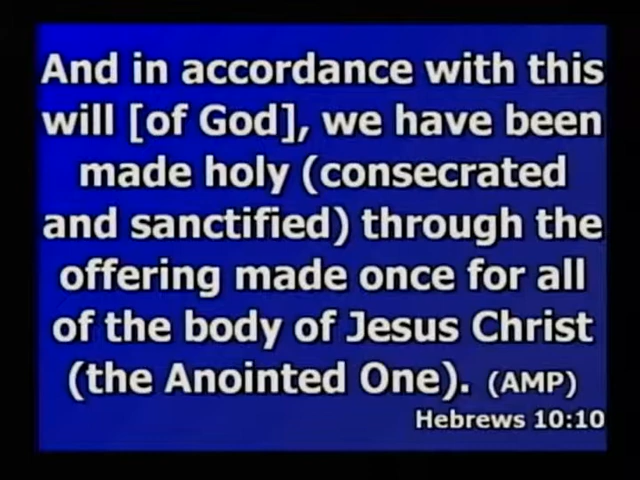 And in accordance with this
will [of God], we have been
made holy (consecrated
and sanctified) through the
offering made once for all
of the body of Jesus Christ
(the Anointed One). (AMP)
Hebrews 10:10